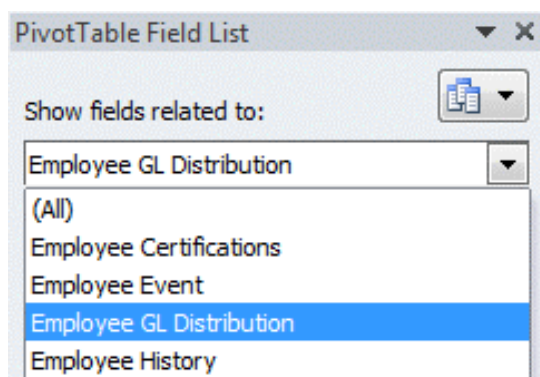 PivotTable Field List
Show fields related to:
Employee GL Distribution
(All)
Employee Certifications
Employee Event
Employee GL Distribution
Employee History